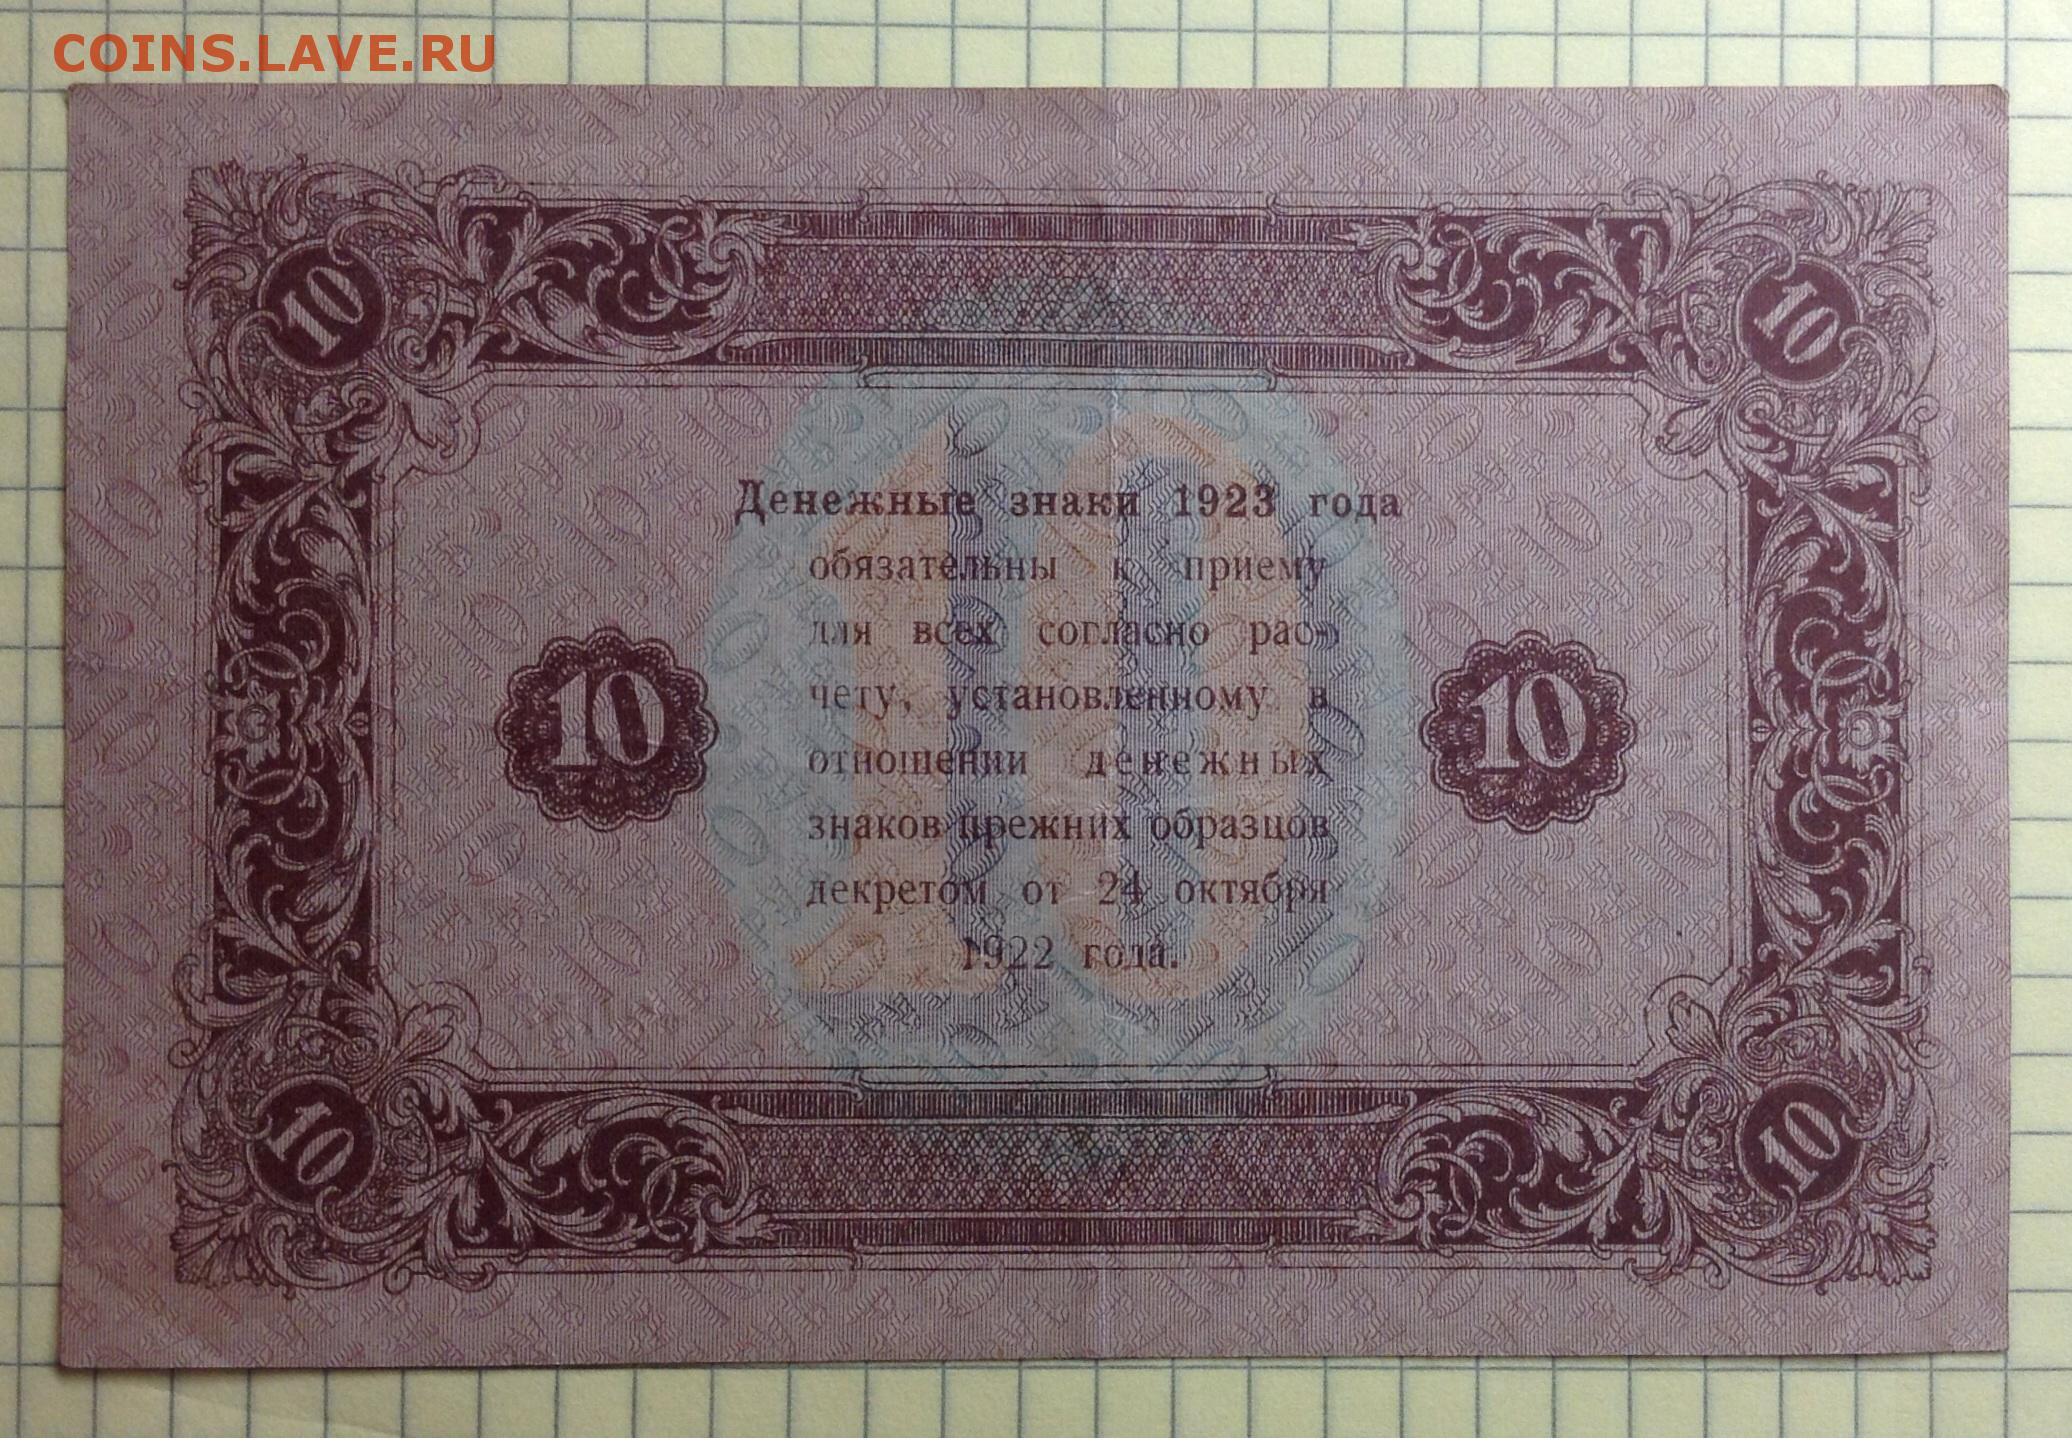 COINS.LAVE.RU
10 10
Денежные знаки 1923 года
обязательны к приему
для всех согласно рас-
чету, установленному в
10 отношении денежных 10
знаков прежних образцов
декретом от 24 октября
1922 года.
10
10 10